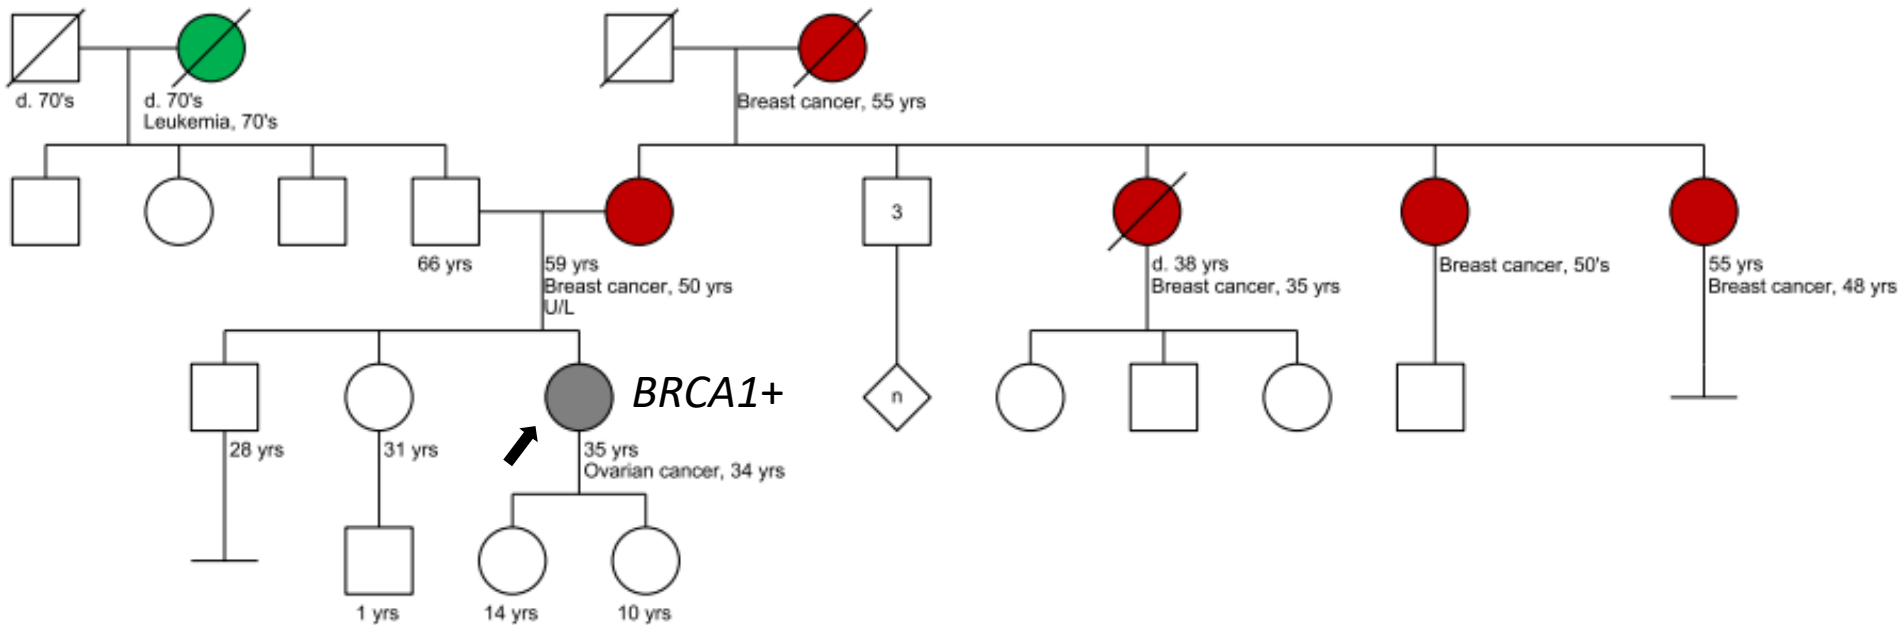 d. 70's
d. 70's
Leukemia, 70's
Breast cancer, 55 yrs
3
66 yrs
59 yrs
Breast cancer, 50 yrs
U/L
d. 38 yrs
Breast cancer, 35 yrs
Breast cancer, 50's
55 yrs
Breast cancer, 48 yrs
BRCA1+
n
28 yrs
31 yrs
35 yrs
Ovarian cancer, 34 yrs
1 yrs
14 yrs
10 yrs